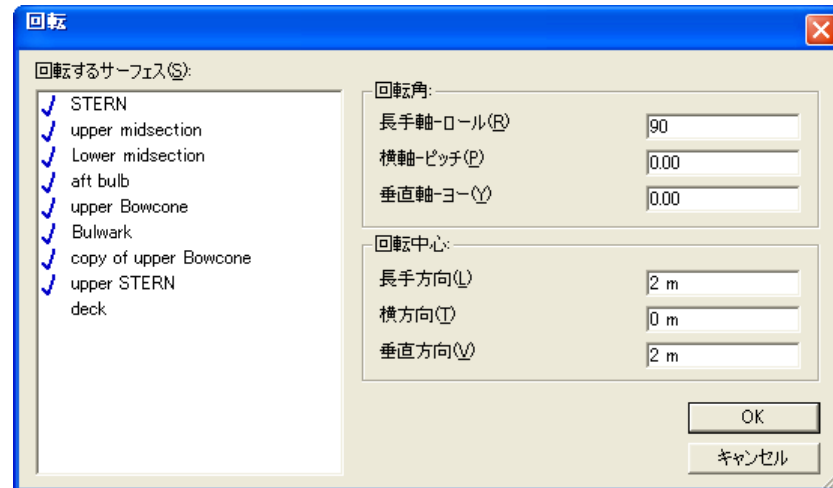 回転
回転するサーフェス(S):
STERN
upper midsection
Lower midsection
aft bulb
upper Bowcone
Bulwark
copy of upper Bowcone
upper STERN
deck
回転角:
長手軸-ロール(R) 90
横軸-ピッチ(P) 0.00
垂直軸-ヨー(Y) 0.00
回転中心:
長手方向(L) 2 m
横方向(T) 0 m
垂直方向(V) 2 m
OK
キャンセル